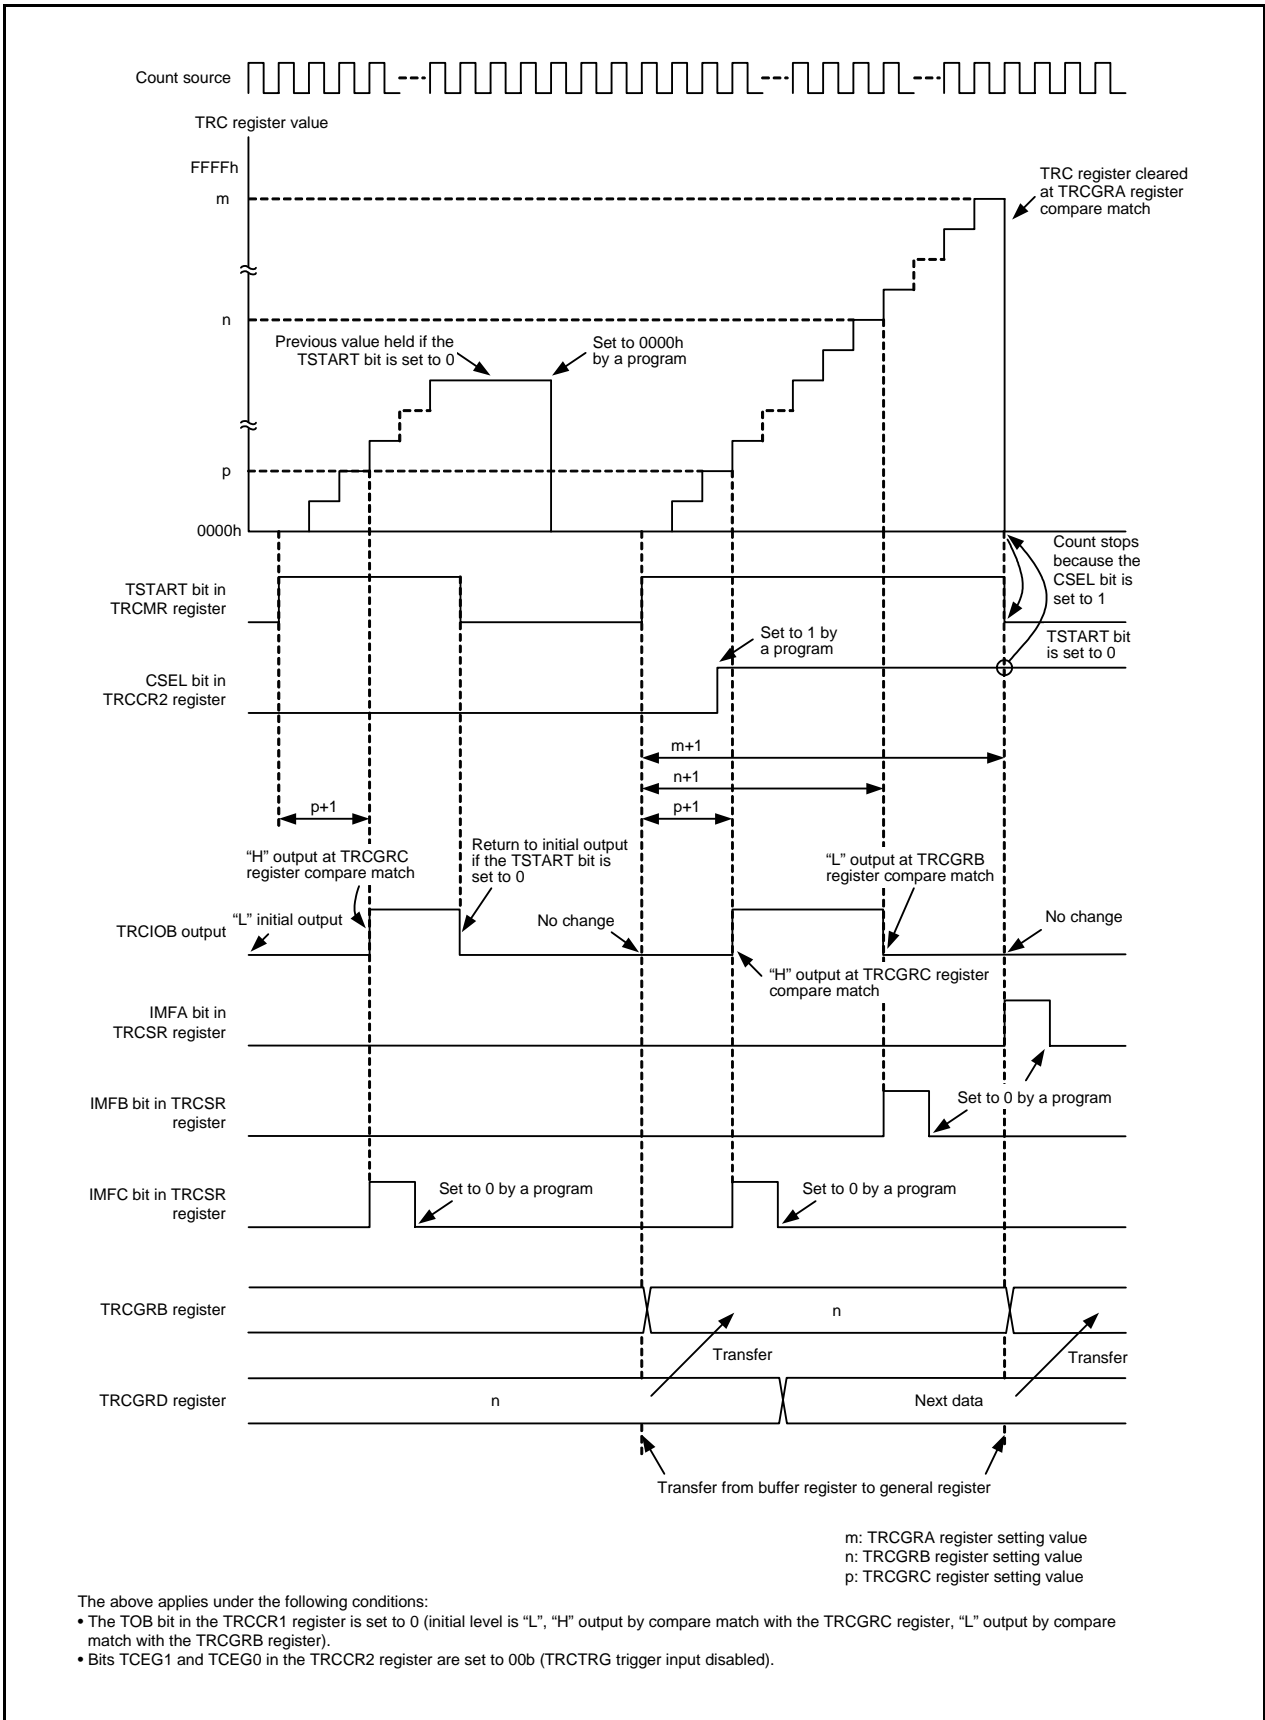 Count source
TRC register value
FFFFh
TRC register cleared
at TRCGRA register
compare match
m
n
Previous value held if the
TSTART bit is set to 0
Set to 0000h
by a program
p
0000h
Count stops
because the
CSEL bit is
set to 1
TSTART bit in
TRCMR register
Set to 1 by
a program
TSTART bit
is set to 0
CSEL bit in
TRCCR2 register
m+1
n+1
p+1
p+1
“H” output at TRCGRC
register compare match
Return to initial output
if the TSTART bit is
set to 0
“L” output at TRCGRB
register compare match
“L” initial output
No change
No change
TRCIOB output
“H” output at TRCGRC register
compare match
IMFA bit in
TRCSR register
Set to 0 by a program
IMFB bit in TRCSR
register
IMFC bit in TRCSR
register
Set to 0 by a program
Set to 0 by a program
TRCGRB register
n
Transfer
Transfer
TRCGRD register
n
Next data
Transfer from buffer register to general register
m: TRCGRA register setting value
n: TRCGRB register setting value
p: TRCGRC register setting value
The above applies under the following conditions:
• The TOB bit in the TRCCR1 register is set to 0 (initial level is “L”, “H” output by compare match with the TRCGRC register, “L” output by compare
match with the TRCGRB register).
• Bits TCEG1 and TCEG0 in the TRCCR2 register are set to 00b (TRCTRG trigger input disabled).